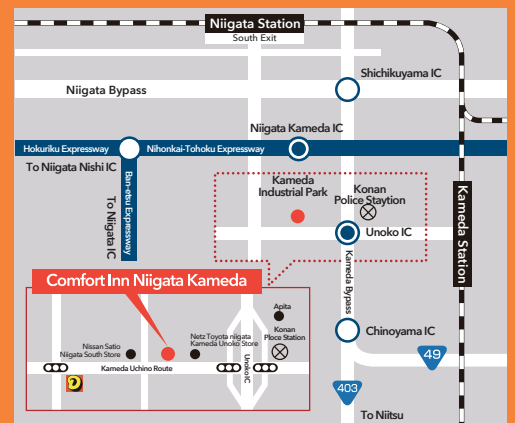 Niigata Station
South Exit
Shichikuyama IC
Niigata Bypass
Niigata Kameda IC
Hokuriku Expressway
Nihonkai-Tohoku Expressway
To Niigata Nishi IC
Ban-etsu Expressway
To Niigata IC
Kameda
Industrial Park
Konan
Police Staytion
Unoko IC
Kameda Station
Kameda Bypass
Comfort Inn Niigata Kameda
Apita
Nissan Satio
Niigata South Store
Netz Toyota niigata
Kameda Unoko Store
Konan
Ploce Station
Kameda Uchino Route
Unoko IC
Chinoyama IC
49
403
To Niitsu